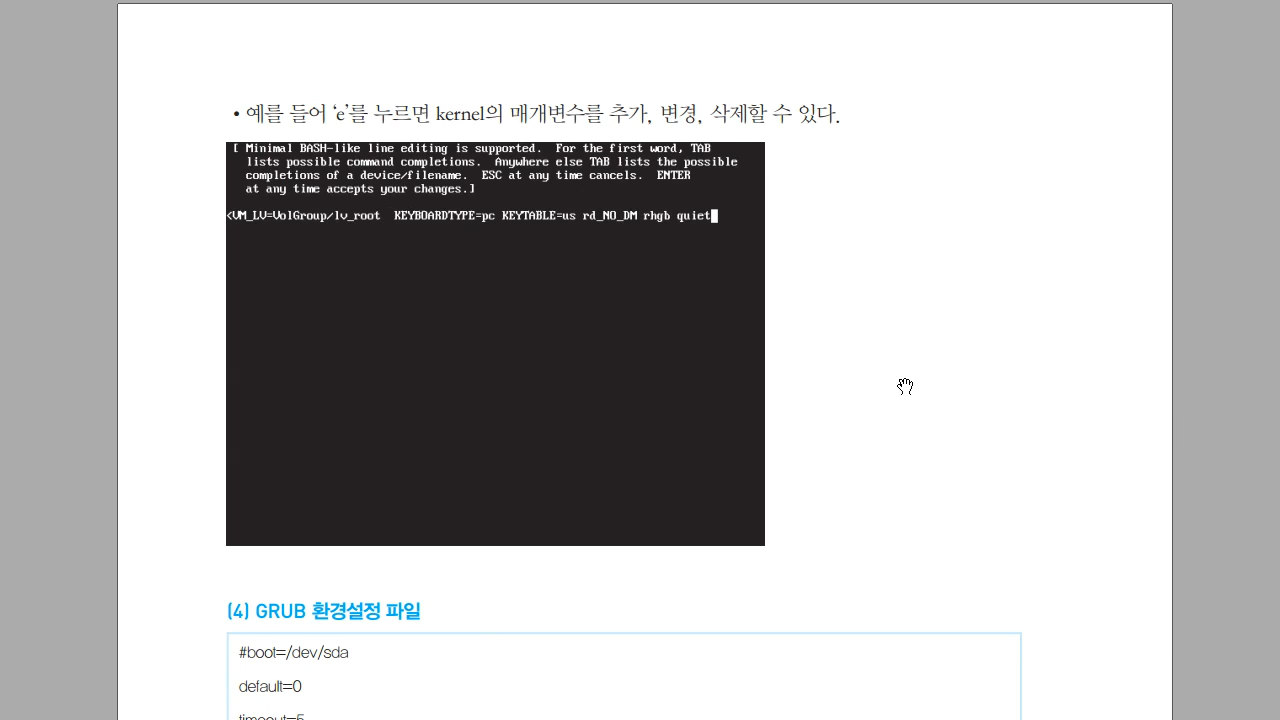 • 예를 들어 ‘e’를 누르면 kernel의 매개변수를 추가, 변경, 삭제할 수 있다.
[ Minimal BASH-like line editing is supported.  For the first word, TAB
lists possible command completions.  Anywhere else TAB lists the possible
completions of a device/filename.  ESC at any time cancels.  ENTER
at any time accepts your changes.]
<VM_LV=VolGroup/lv_root  KEYBOARDTYPE=pc KEYTABLE=us rd_NO_DM rhgb quiet
(4) GRUB 환경설정 파일
#boot=/dev/sda
default=0
timeout=5